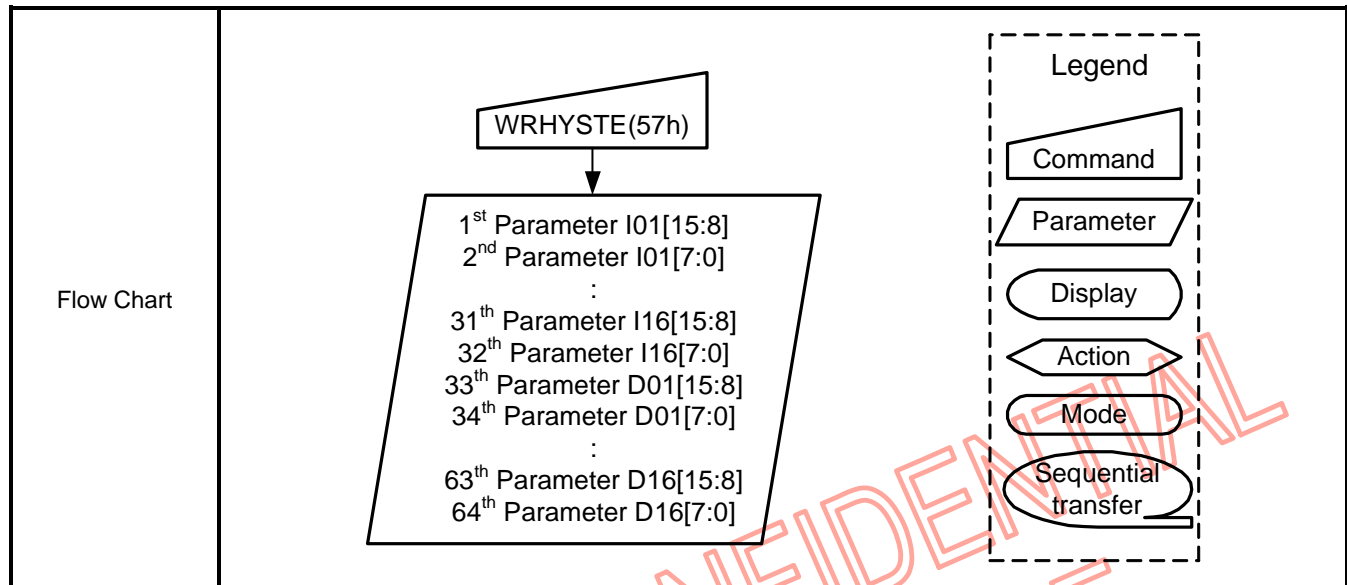 Flow Chart
WRHYSTE(57h)
1st Parameter I01[15:8]
2nd Parameter I01[7:0]
:
31th Parameter I16[15:8]
32th Parameter I16[7:0]
33th Parameter D01[15:8]
34th Parameter D01[7:0]
:
63th Parameter D16[15:8]
64th Parameter D16[7:0]
Legend
Command
Parameter
Display
Action
Mode
Sequential
transfer